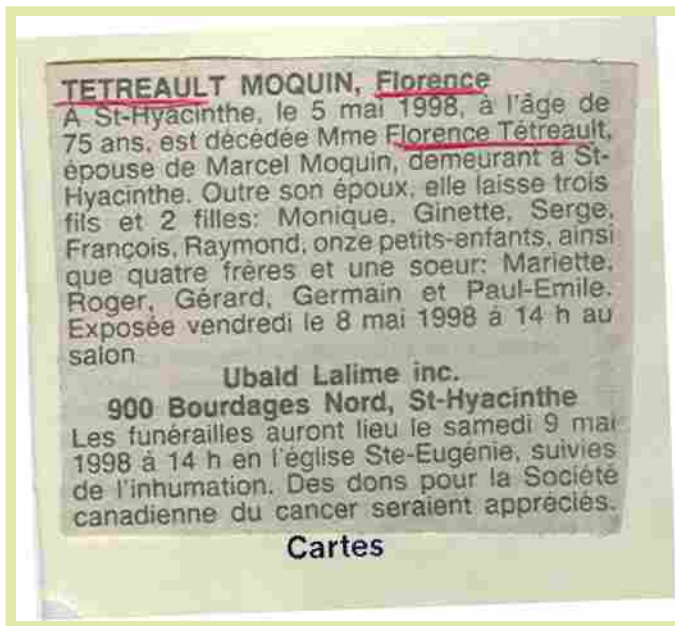 TETREAULT MOQUIN, Florence
À St-Hyacinthe, le 5 mai 1998, à l'âge de
75 ans, est décédée Mme Florence Tétreault,
épouse de Marcel Moquin, demeurant à St-
Hyacinthe. Outre son époux, elle laisse trois
fils et 2 filles: Monique, Ginette, Serge,
François, Raymond, onze petits-enfants, ainsi
que quatre frères et une soeur: Mariette,
Roger, Gérard, Germain et Paul-Emile.
Exposée vendredi le 8 mai 1998 à 14 h au
salon
Ubald Lalime inc.
900 Bourdages Nord, St-Hyacinthe
Les funérailles auront lieu le samedi 9 mai
1998 à 14 h en l'église Ste-Eugénie, suivies
de l'inhumation. Des dons pour la Société
canadienne du cancer seraient appréciés.
Cartes